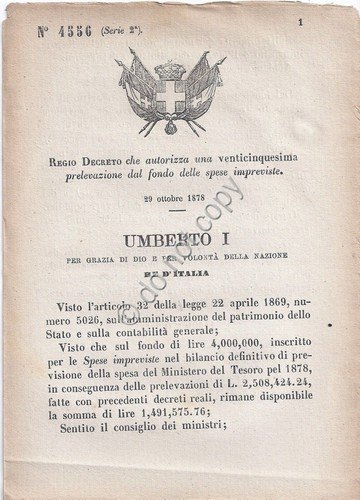 N° 4556 (Serie 2ª.)
1
REGIO DECRETO che autorizza una venticinquesima
prelevazione dal fondo delle spese impreviste.
29 ottobre 1878
UMBERTO I
PER GRAZIA DI DIO E PER VOLONTÀ DELLA NAZIONE
RE D'ITALIA
Visto l'articolo 32 della legge 22 aprile 1869, nu-
mero 5026, sull'amministrazione del patrimonio dello
Stato e sulla contabilità generale;
Visto che sul fondo di lire 4,000,000, inscritto
per le Spese impreviste nel bilancio definitivo di pre-
visione della spesa del Ministero del Tesoro pel 1878,
in conseguenza delle prelevazioni di L. 2,508,424.24,
fatte con precedenti decreti reali, rimane disponibile
la somma di lire 1,491,575.76;
Sentito il consiglio dei ministri;